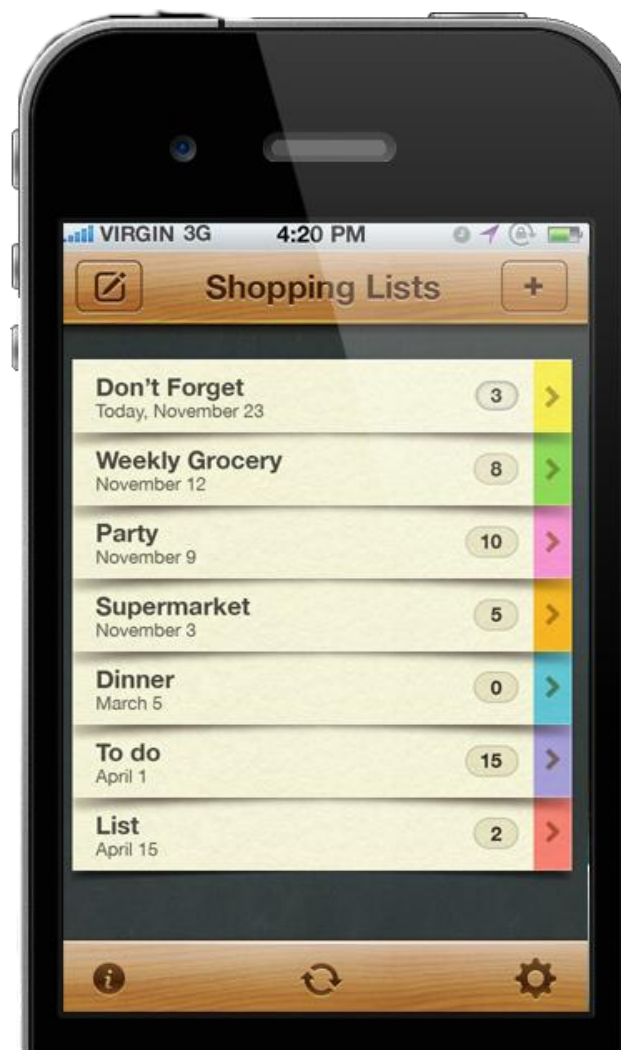 VIRGIN 3G 4:20 PM
Shopping Lists +
Don't Forget 3
Today, November 23
Weekly Grocery 8
November 12
Party 10
November 9
Supermarket 5
November 3
Dinner 0
March 5
To do 15
April 1
List 2
April 15